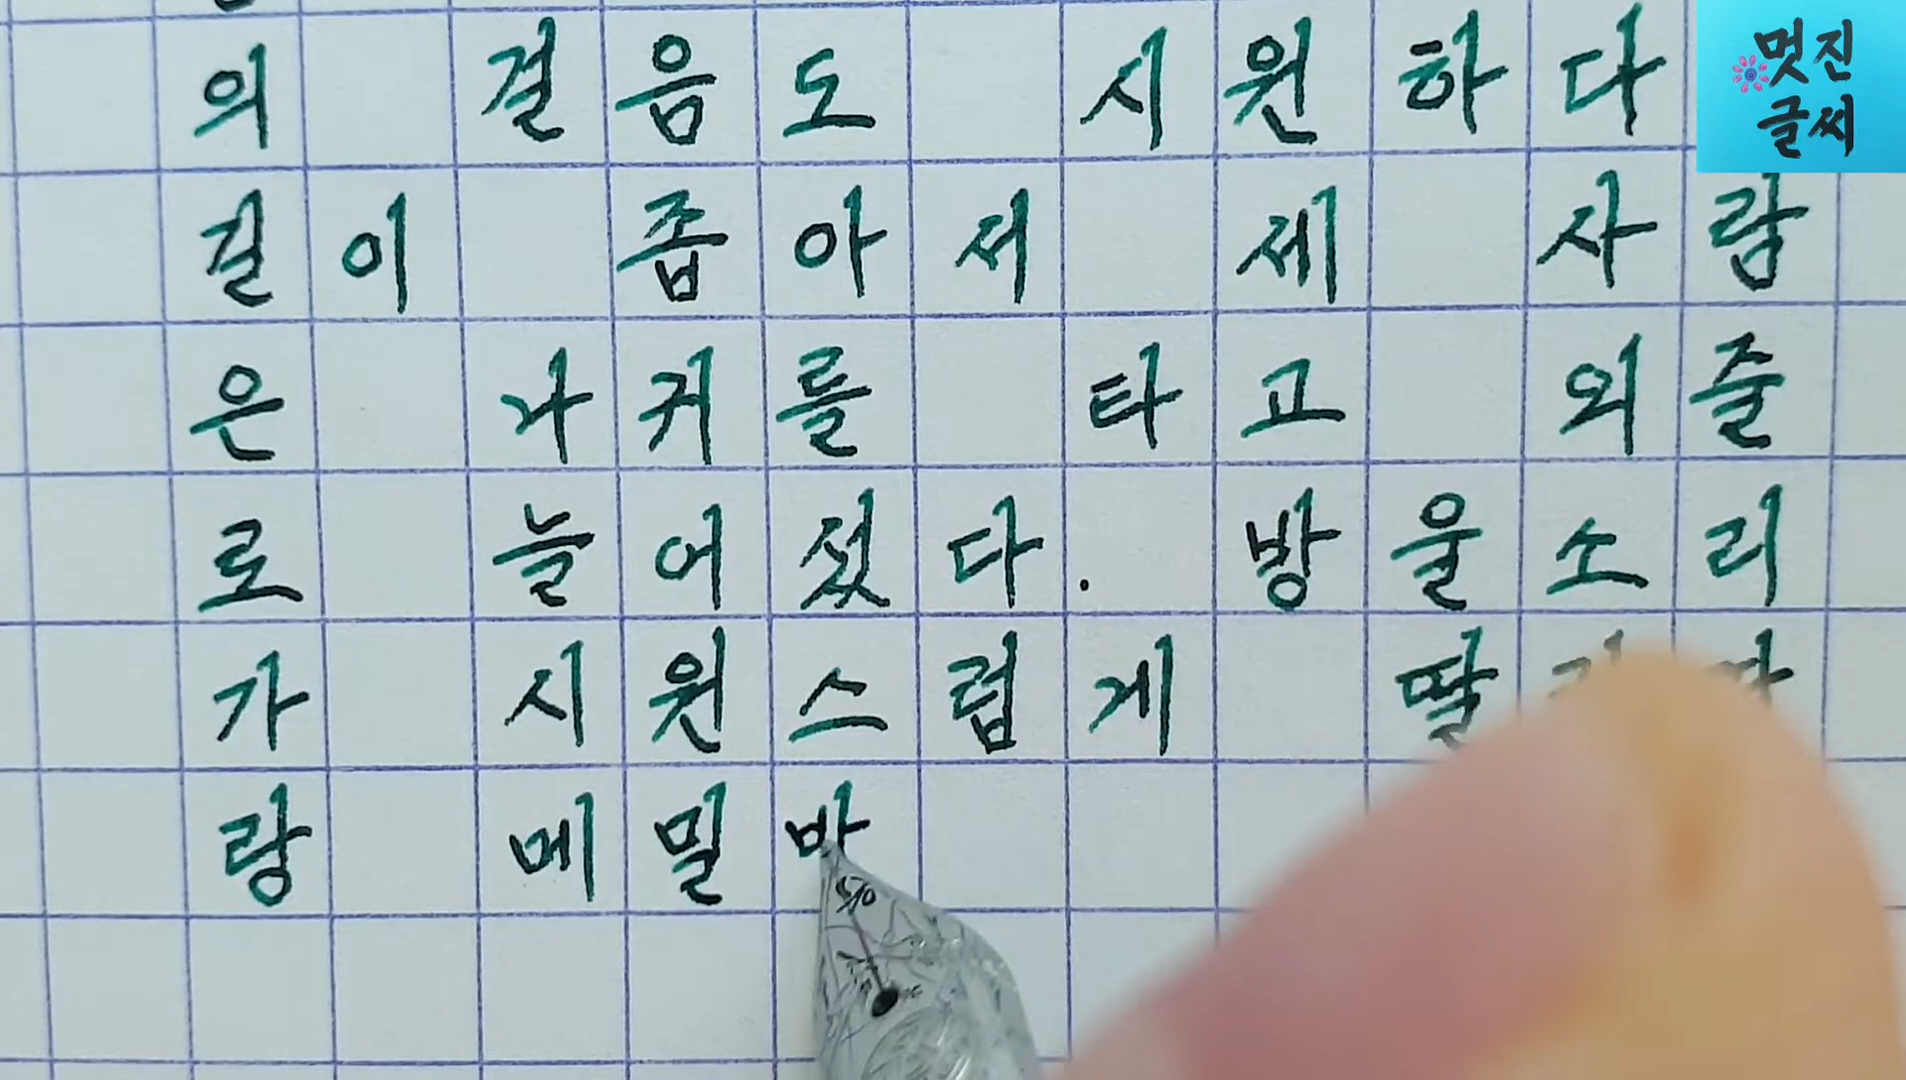 멋진
글씨
의 걸음도 시원하다
길이 좁아서 세 사람
은 나귀를 타고 외줄
로 늘어섰다. 방울소리
가 시원스럽게 딸
랑 메밀바